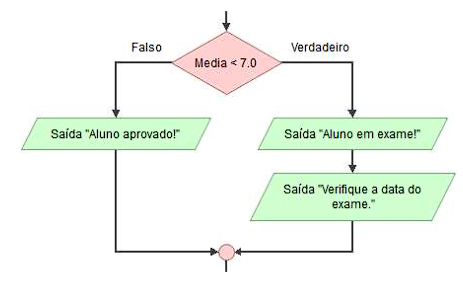 Falso
Verdadeiro
Media < 7.0
Saída "Aluno aprovado!"
Saída "Aluno em exame!"
Saída "Verifique a data do
exame."